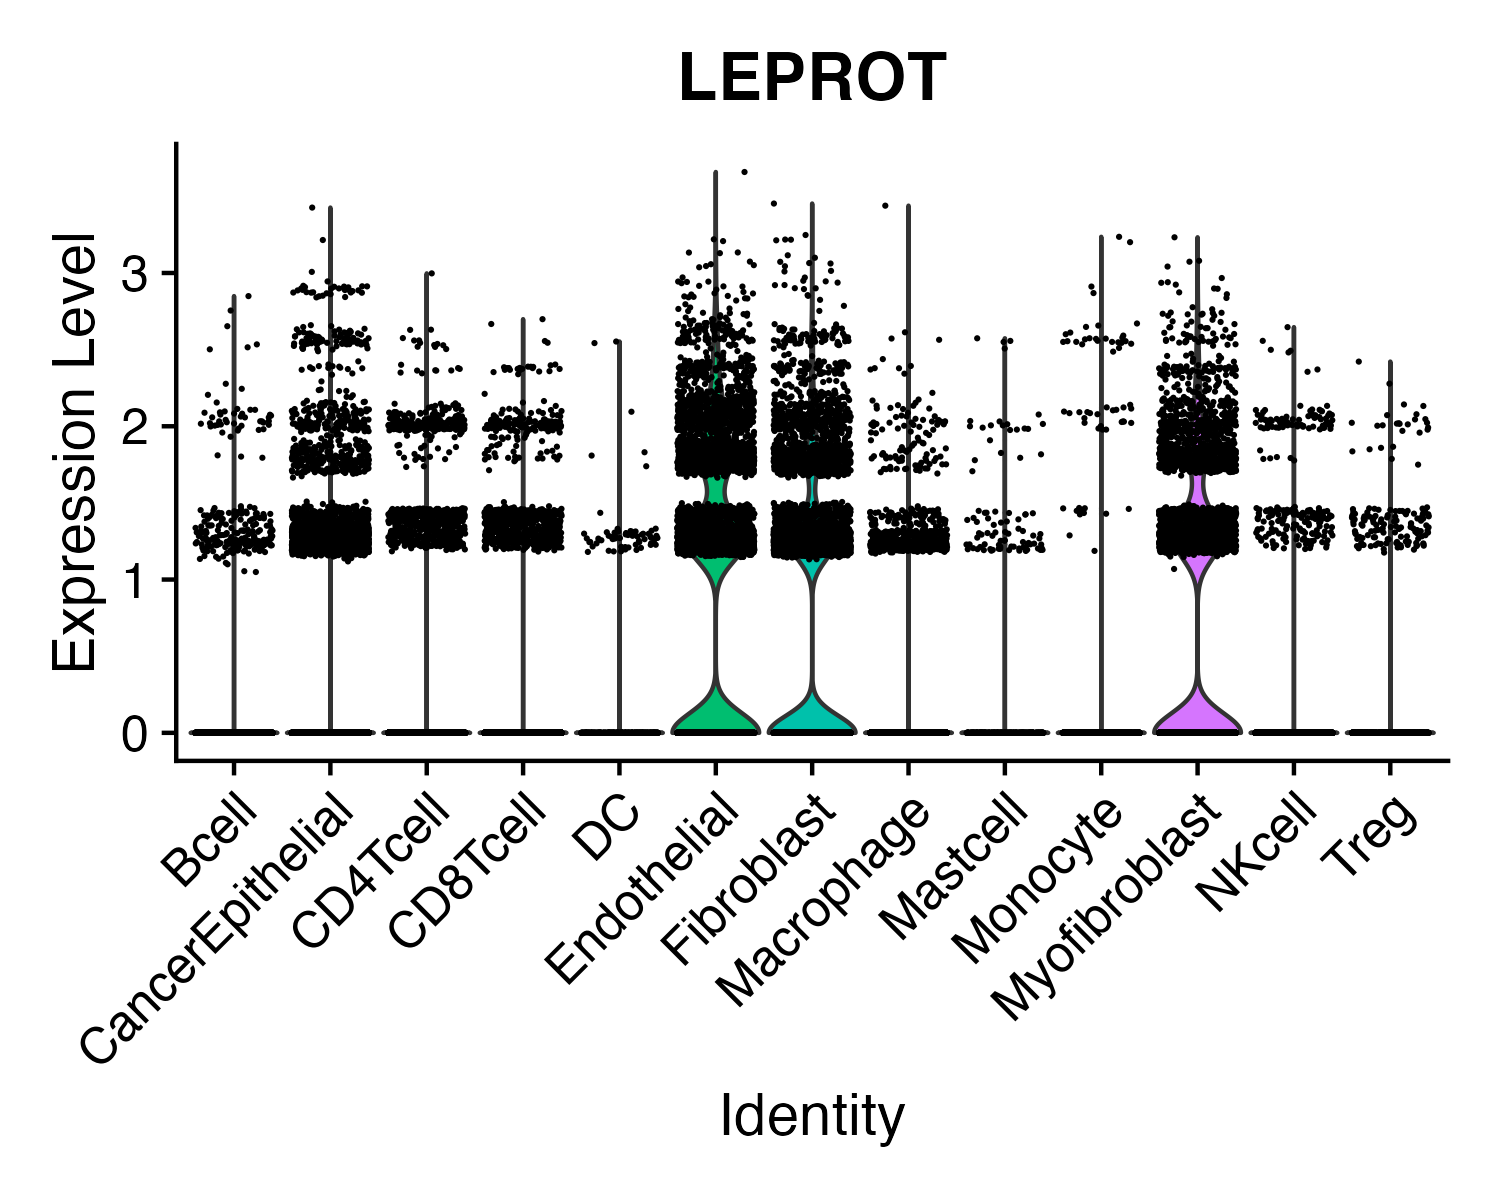 LEPROT
Expression Level
3
2
1
0
Bcell
CancerEpithelial
CD4Tcell
CD8Tcell
DC
Endothelial
Fibroblast
Macrophage
Mastcell
Monocyte
Myofibroblast
NKcell
Treg
Identity